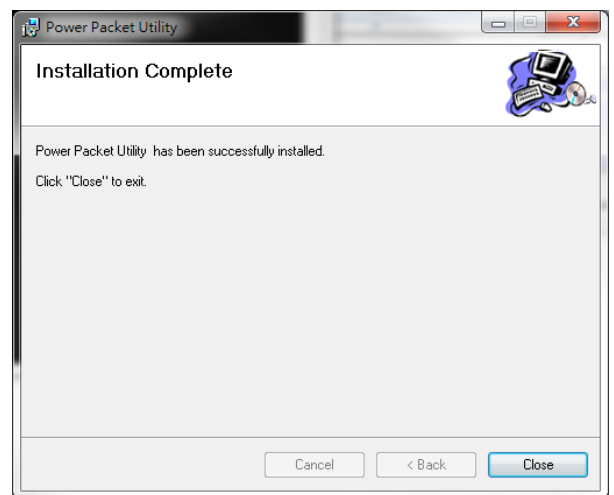 Power Packet Utility
Installation Complete
Power Packet Utility  has been successfully installed.
Click "Close" to exit.
Cancel
< Back
Close